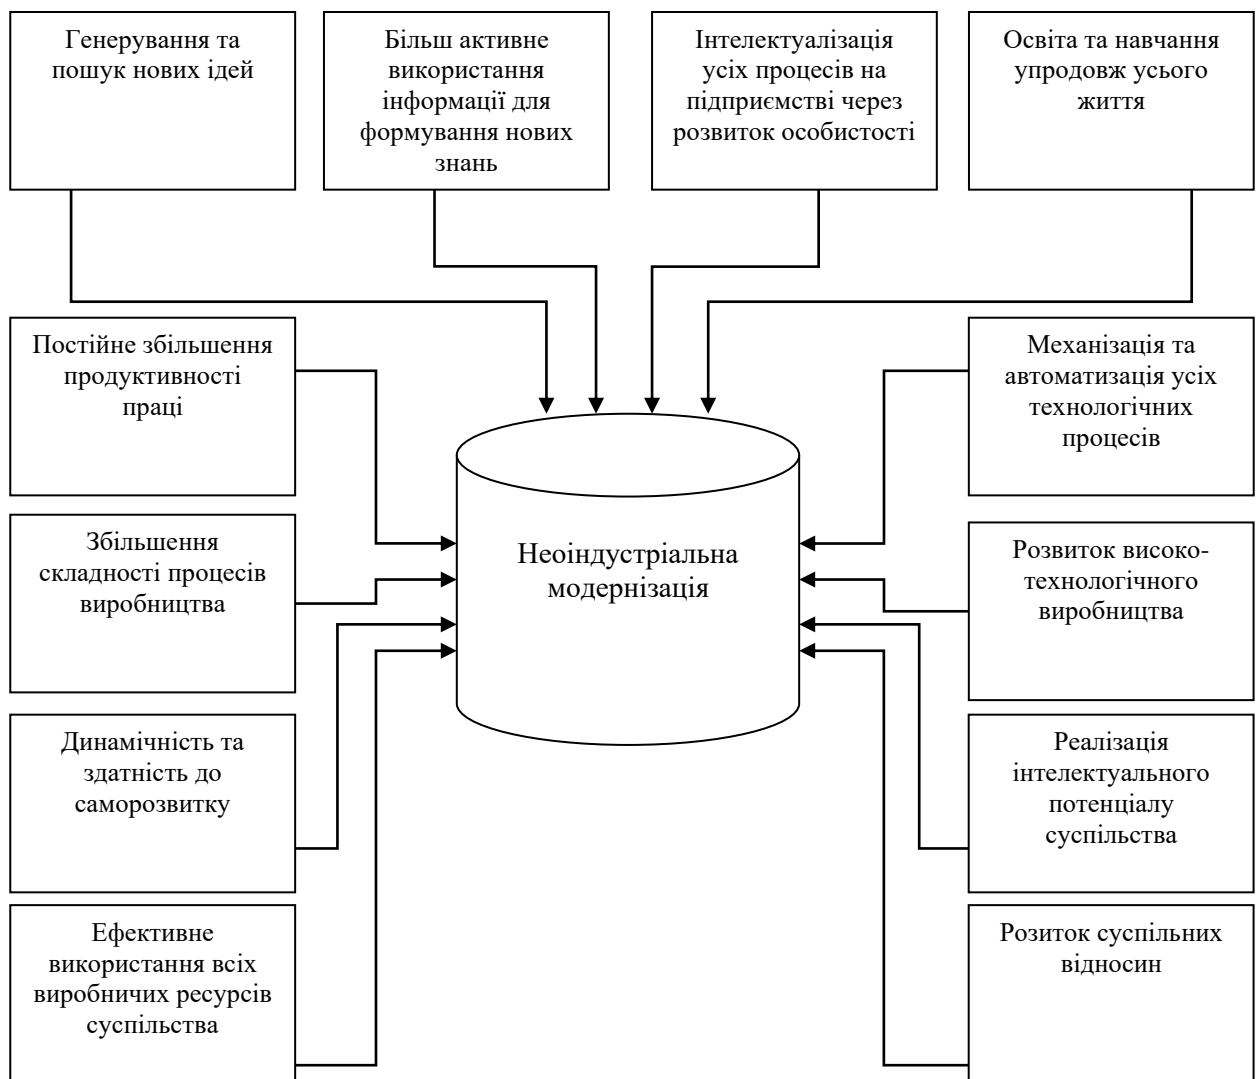 Генерування та
пошук нових ідей
Більш активне
використання
інформації для
формування нових
знань
Інтелектуалізація
усіх процесів на
підприємстві через
розвиток особистості
Освіта та навчання
упродовж усього
життя
Постійне збільшення
продуктивності
праці
Механізація та
автоматизація усіх
технологічних
процесів
Збільшення
складності процесів
виробництва
Неоіндустріальна
модернізація
Розвиток високо-
технологічного
виробництва
Динамічність та
здатність до
саморозвитку
Реалізація
інтелектуального
потенціалу
суспільства
Ефективне
використання всіх
виробничих ресурсів
суспільства
Розиток суспільних
відносин